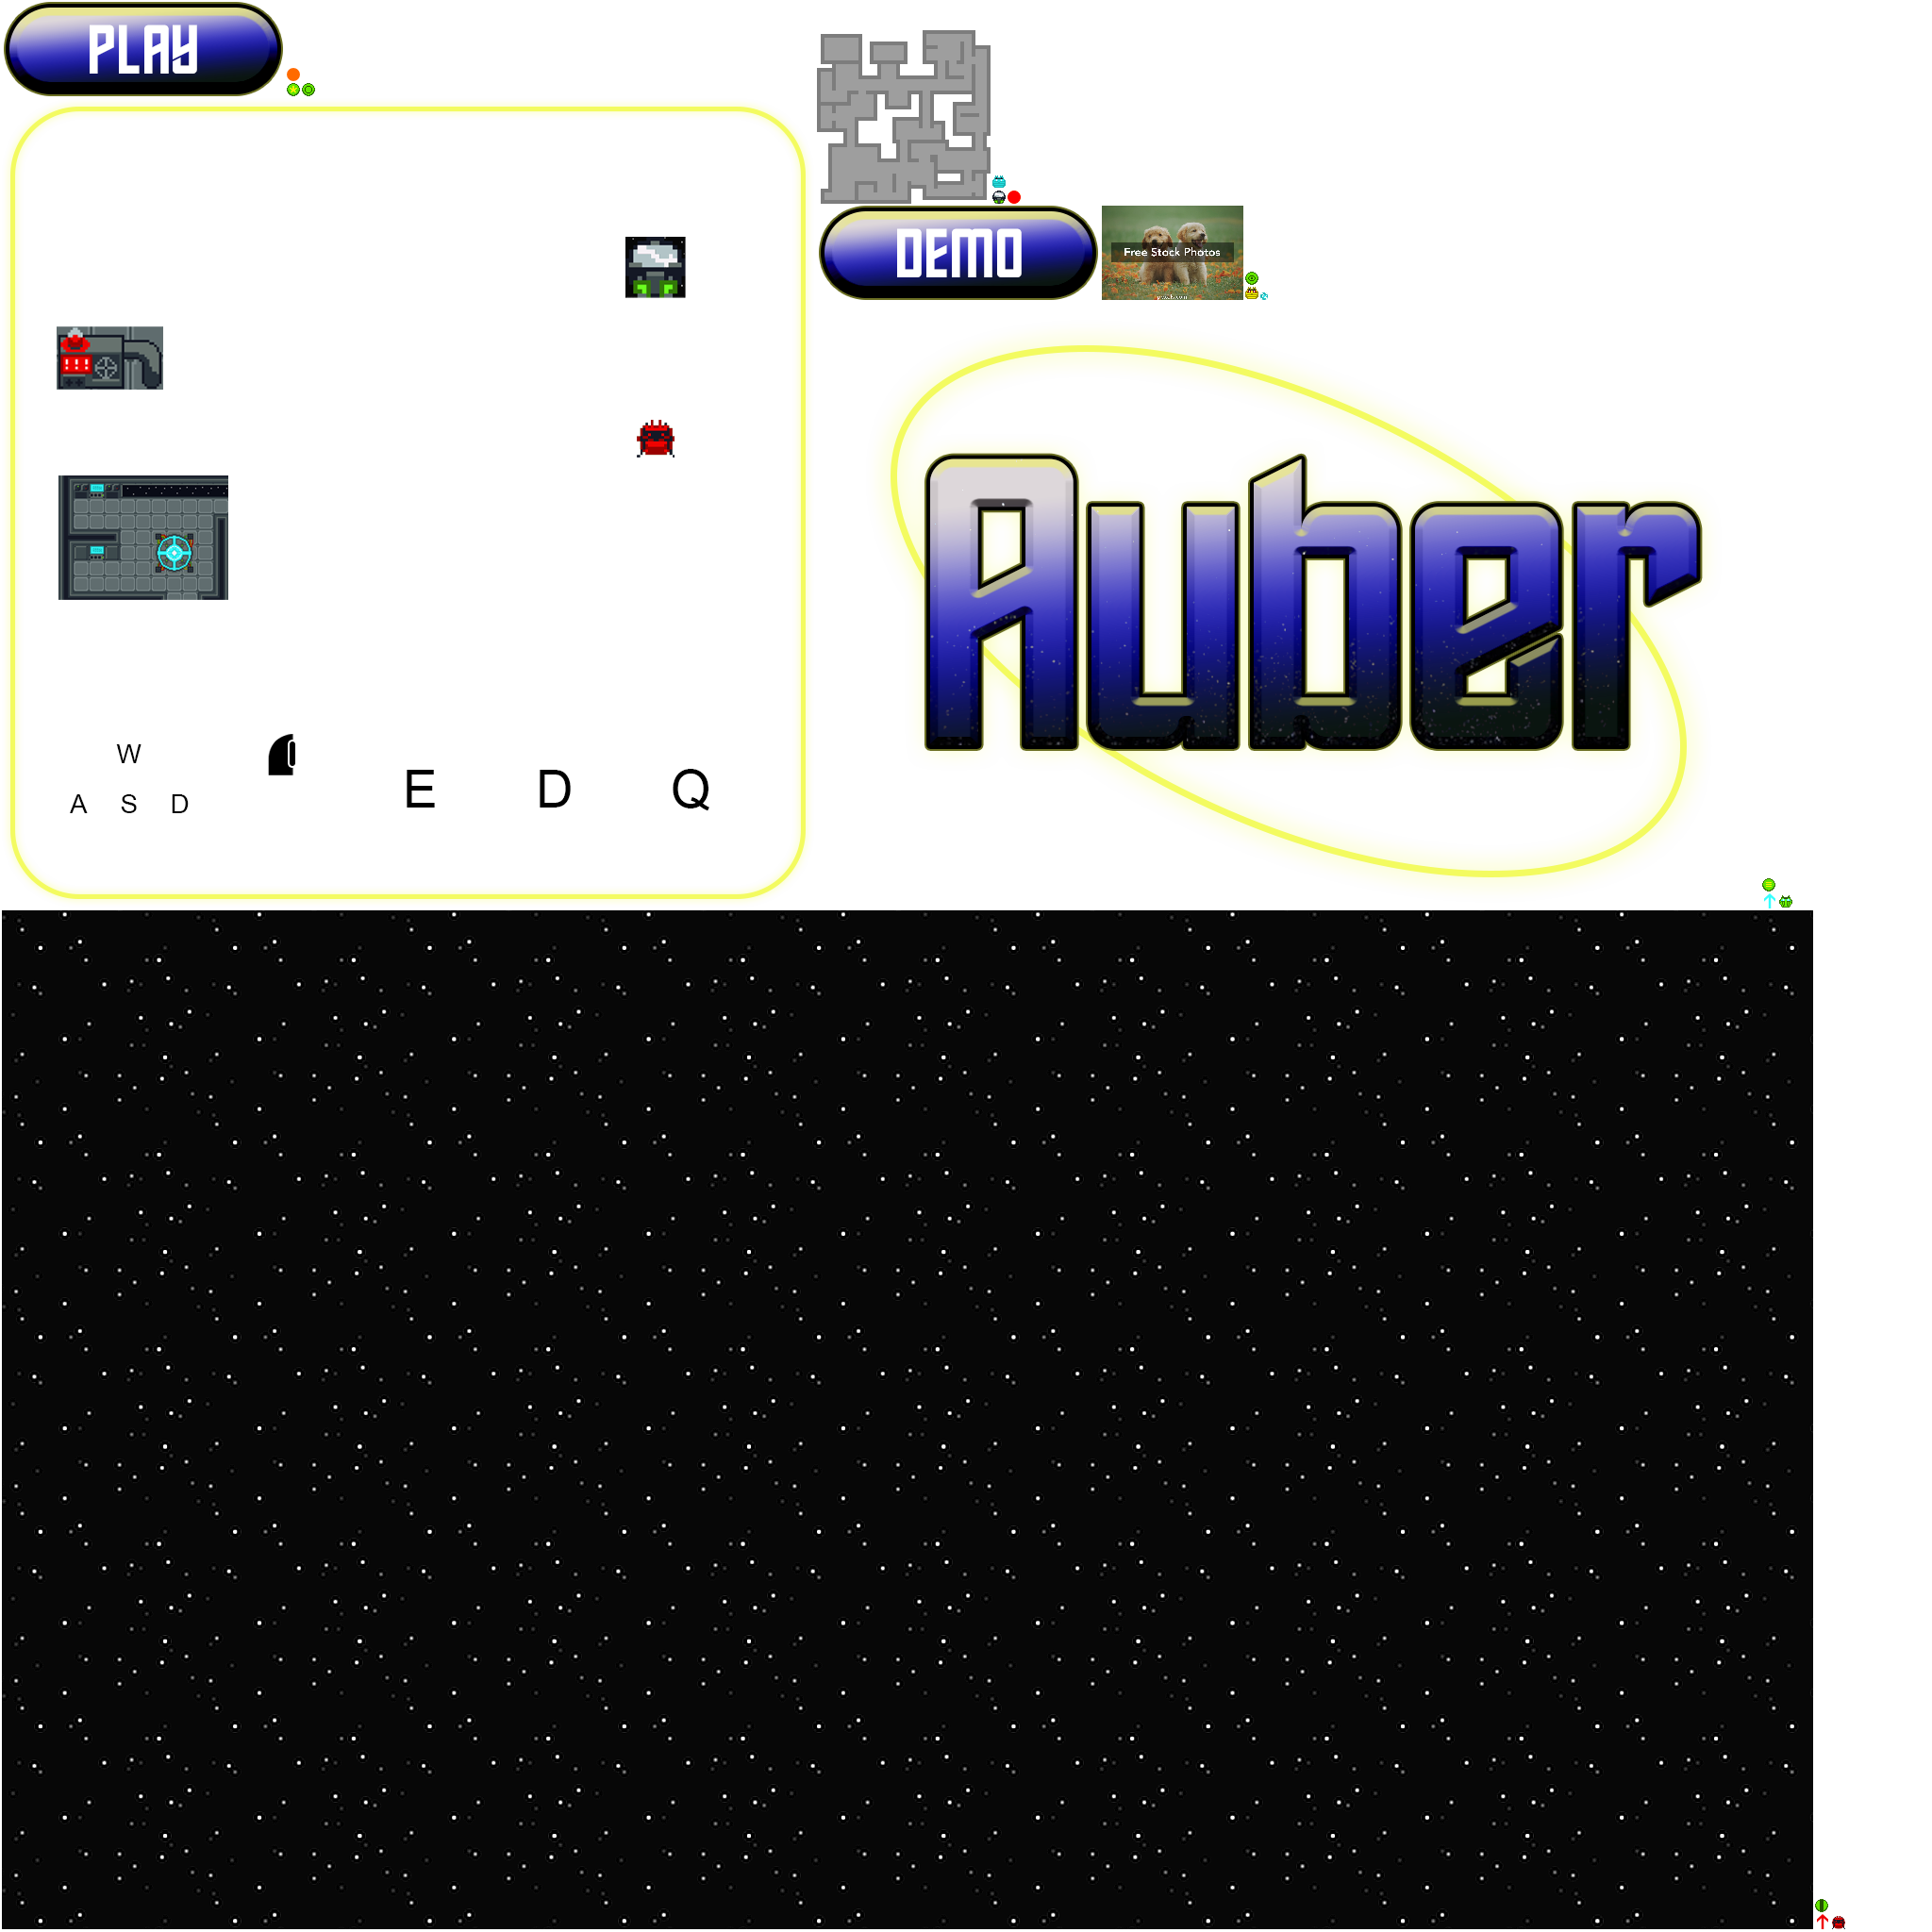 PLAY
DEMO
Free Stock Photos
Auber
W
A S D
E D Q